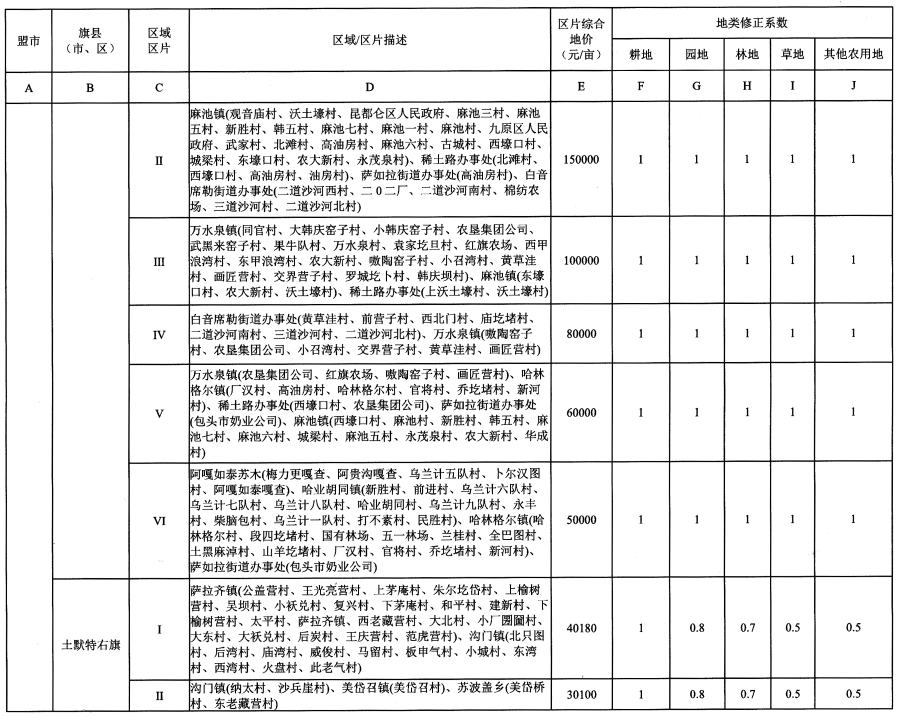 盟市
旗县
（市、区）
区域
区片
区域/区片描述
区片综合
地价
（元/亩）
地类修正系数
耕地
园地
林地
草地
其他农用地
A
B
C
D
E
F
G
H
I
J
II
麻池镇(观音庙村、沃土壕村、昆都仑区人民政府、麻池三村、麻池
五村、新胜村、韩五村、麻池七村、麻池一村、麻池村、九原区人民
政府、武家村、北滩村、高油房村、麻池六村、古城村、西壕口村、
城梁村、东壕口村、农大新村、永茂泉村)、稀土路办事处(北滩村、
西壕口村、高油房村、油房村)、萨如拉街道办事处(高油房村)、白音
席勒街道办事处(二道沙河西村、二０二厂、二道沙河南村、棉纺农
场、三道沙河村、二道沙河北村)
150000
1
1
1
1
1
III
万水泉镇(同官村、大韩庆窑子村、小韩庆窑子村、农垦集团公司、
武黑米窑子村、果牛队村、万水泉村、袁家圪旦村、红旗农场、西甲
浪湾村、东甲浪湾村、农大新村、嗷陶窑子村、小召湾村、黄草洼
村、画匠营村、交界营子村、罗城圪卜村、韩庆坝村)、麻池镇(东壕
口村、农大新村、沃土壕村)、稀土路办事处(上沃土壕村、沃土壕村)
100000
1
1
1
1
1
IV
白音席勒街道办事处(黄草洼村、前营子村、西北门村、庙圪堵村、
二道沙河南村、三道沙河村、二道沙河北村)、万水泉镇(嗷陶窑子
村、农垦集团公司、小召湾村、交界营子村、黄草洼村、画匠营村)
80000
1
1
1
1
1
V
万水泉镇(农垦集团公司、红旗农场、嗷陶窑子村、画匠营村)、哈林
格尔镇(厂汉村、高油房村、哈林格尔村、官将村、乔圪堵村、新河
村)、稀土路办事处(西壕口村、农垦集团公司)、萨如拉街道办事处
(包头市奶业公司)、麻池镇(西壕口村、麻池村、新胜村、韩五村、麻
池七村、麻池六村、城梁村、麻池五村、永茂泉村、农大新村、华成
村)
60000
1
1
1
1
1
VI
阿嘎如泰苏木(梅力更嘎查、阿贵沟嘎查、乌兰计五队村、卜尔汉图
村、阿嘎如泰嘎查)、哈业胡同镇(新胜村、前进村、乌兰计六队村、
乌兰计七队村、乌兰计八队村、哈业胡同村、乌兰计九队村、永丰
村、柴脑包村、乌兰计一队村、打不素村、民胜村)、哈林格尔镇(哈
林格尔村、段四圪堵村、国有林场、五一林场、兰桂村、全巴图村、
土黑麻淖村、山羊圪堵村、厂汉村、官将村、乔圪堵村、新河村)、
萨如拉街道办事处(包头市奶业公司)
50000
1
1
1
1
1
土默特右旗
I
萨拉齐镇(公盖营村、王光亮营村、上茅庵村、朱尔圪岱村、上榆树
营村、吴坝村、小袄兑村、复兴村、下茅庵村、和平村、建新村、下
榆树营村、太平村、萨拉齐镇、西老藏营村、大北村、小厂圐圙村、
大东村、大袄兑村、后炭村、王庆营村、范虎营村)、沟门镇(北只图
村、后湾村、庙湾村、威俊村、马留村、板申气村、小城村、东湾
村、西湾村、火盘村、此老气村)
40180
1
0.8
0.7
0.5
0.5
II
沟门镇(纳太村、沙兵崖村)、美岱召镇(美岱召村)、苏波盖乡(美岱桥
村、东老藏营村)
30100
1
0.8
0.7
0.5
0.5